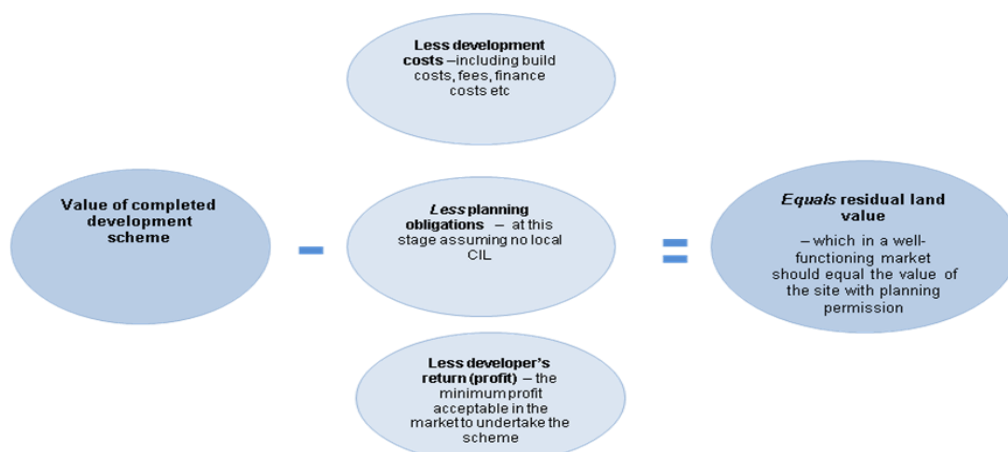 Less development
costs –including build
costs, fees, finance
costs etc
Value of completed
development
scheme
Less planning
obligations – at this
stage assuming no local
CIL
Less developer's
return (profit) – the
minimum profit
acceptable in the
market to undertake the
scheme
Equals residual land
value
– which in a well-
functioning market
should equal the value of
the site with planning
permission